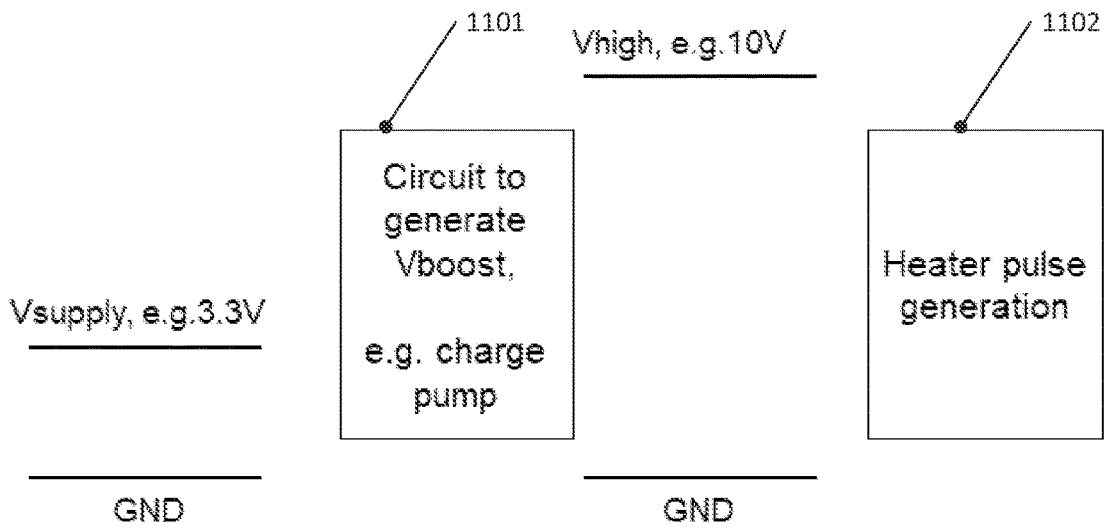 1101
Vhigh, e.g.10V
1102
Circuit to
generate
Vboost,
e.g. charge
pump
Heater pulse
generation
Vsupply, e.g.3.3V
GND
GND